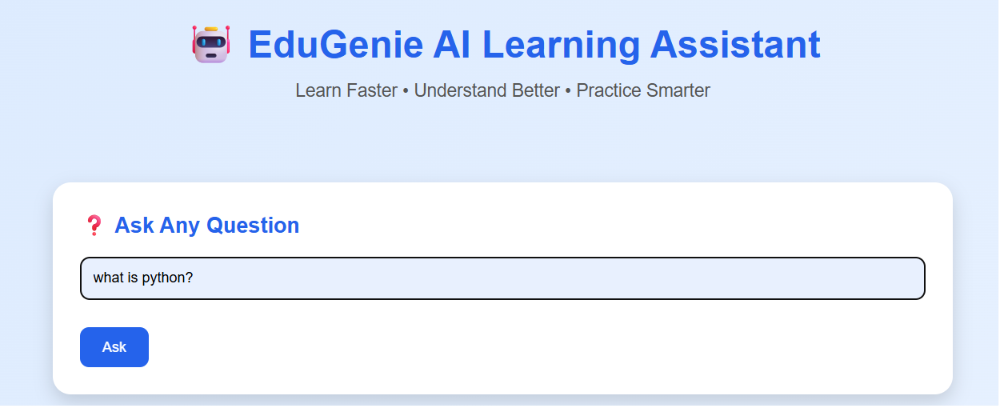 EduGenie AI Learning Assistant
Learn Faster • Understand Better • Practice Smarter
Ask Any Question
what is python?
Ask